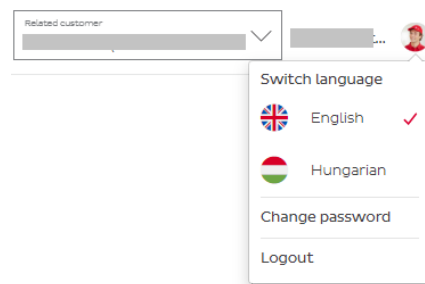 Related customer
Switch language
English
Hungarian
Change password
Logout